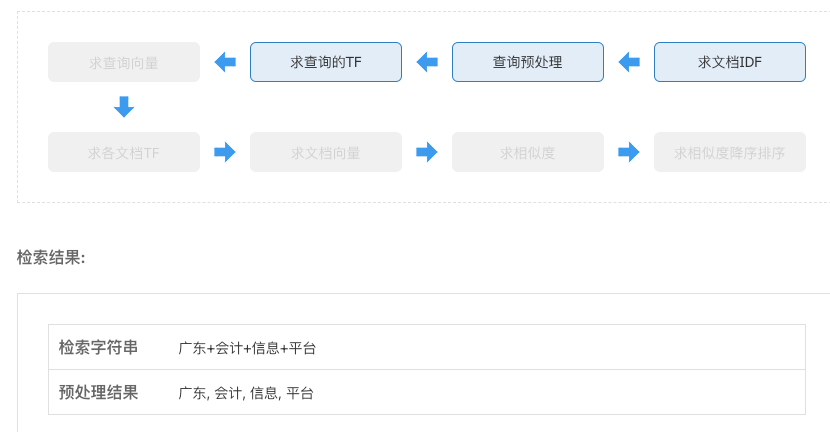 求查询向量
求查询的TF
查询预处理
求文档IDF
求各文档TF
求文档向量
求相似度
求相似度降序排序
检索结果:
检索字符串 广东+会计+信息+平台
预处理结果 广东, 会计, 信息, 平台